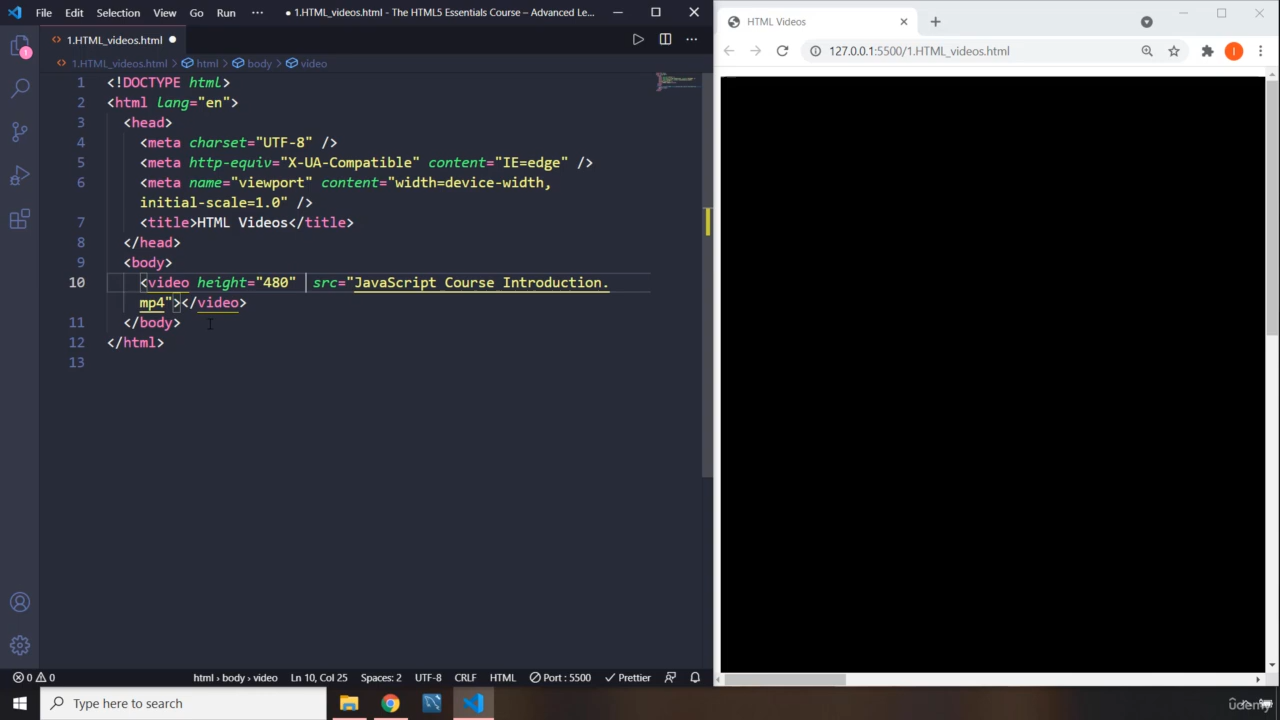 File Edit Selection View Go Run ··· ● 1.HTML_videos.html - The HTML5 Essentials Course – Advanced Le...
1.HTML_videos.html ●
1.HTML_videos.html > html > body > video
1 <!DOCTYPE html>
2 <html lang="en">
3 <head>
4 <meta charset="UTF-8" />
5 <meta http-equiv="X-UA-Compatible" content="IE=edge" />
6 <meta name="viewport" content="width=device-width,
initial-scale=1.0" />
7 <title>HTML Videos</title>
8 </head>
9 <body>
10 <video height="480" src="JavaScript_Course_Introduction.
mp4"></video>
11 </body>
12 </html>
13
1
0 0 html › body › video Ln 10, Col 25 Spaces: 2 UTF-8 CRLF HTML Port : 5500 Prettier
HTML Videos
127.0.0.1:5500/1.HTML_videos.html
I
Type here to search
udemy